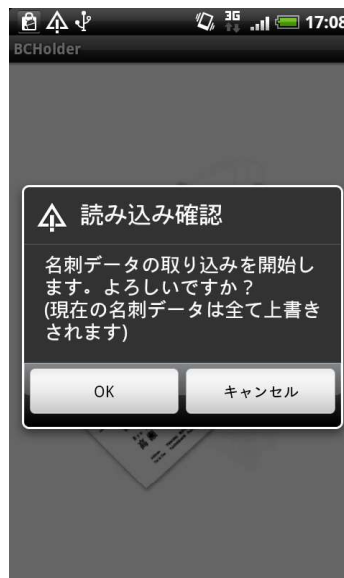 3G
17:08
BCHolder
読み込み確認
名刺データの取り込みを開始し
ます。よろしいですか？
(現在の名刺データは全て上書き
されます)
OK
キャンセル